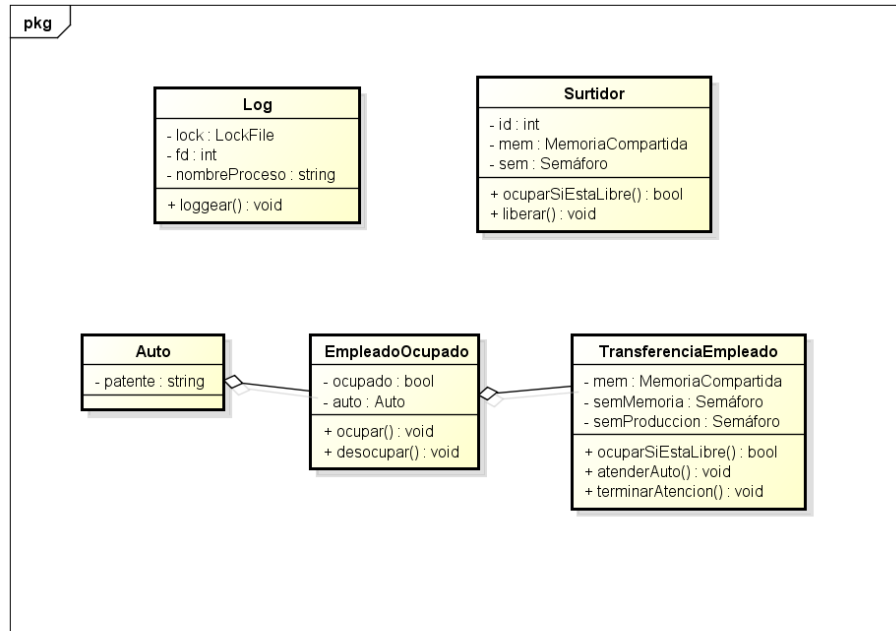 pkg
Log
- lock : LockFile
- fd : int
- nombreProceso : string
+ loggear() : void
Surtidor
- id : int
- mem : MemoriaCompartida
- sem : Semáforo
+ ocuparSiEstaLibre() : bool
+ liberar() : void
Auto
- patente : string
EmpleadoOcupado
- ocupado : bool
- auto : Auto
+ ocupar() : void
+ desocupar() : void
TransferenciaEmpleado
- mem : MemoriaCompartida
- semMemoria : Semáforo
- semProduccion : Semáforo
+ ocuparSiEstaLibre() : bool
+ atenderAuto() : void
+ terminarAtencion() : void